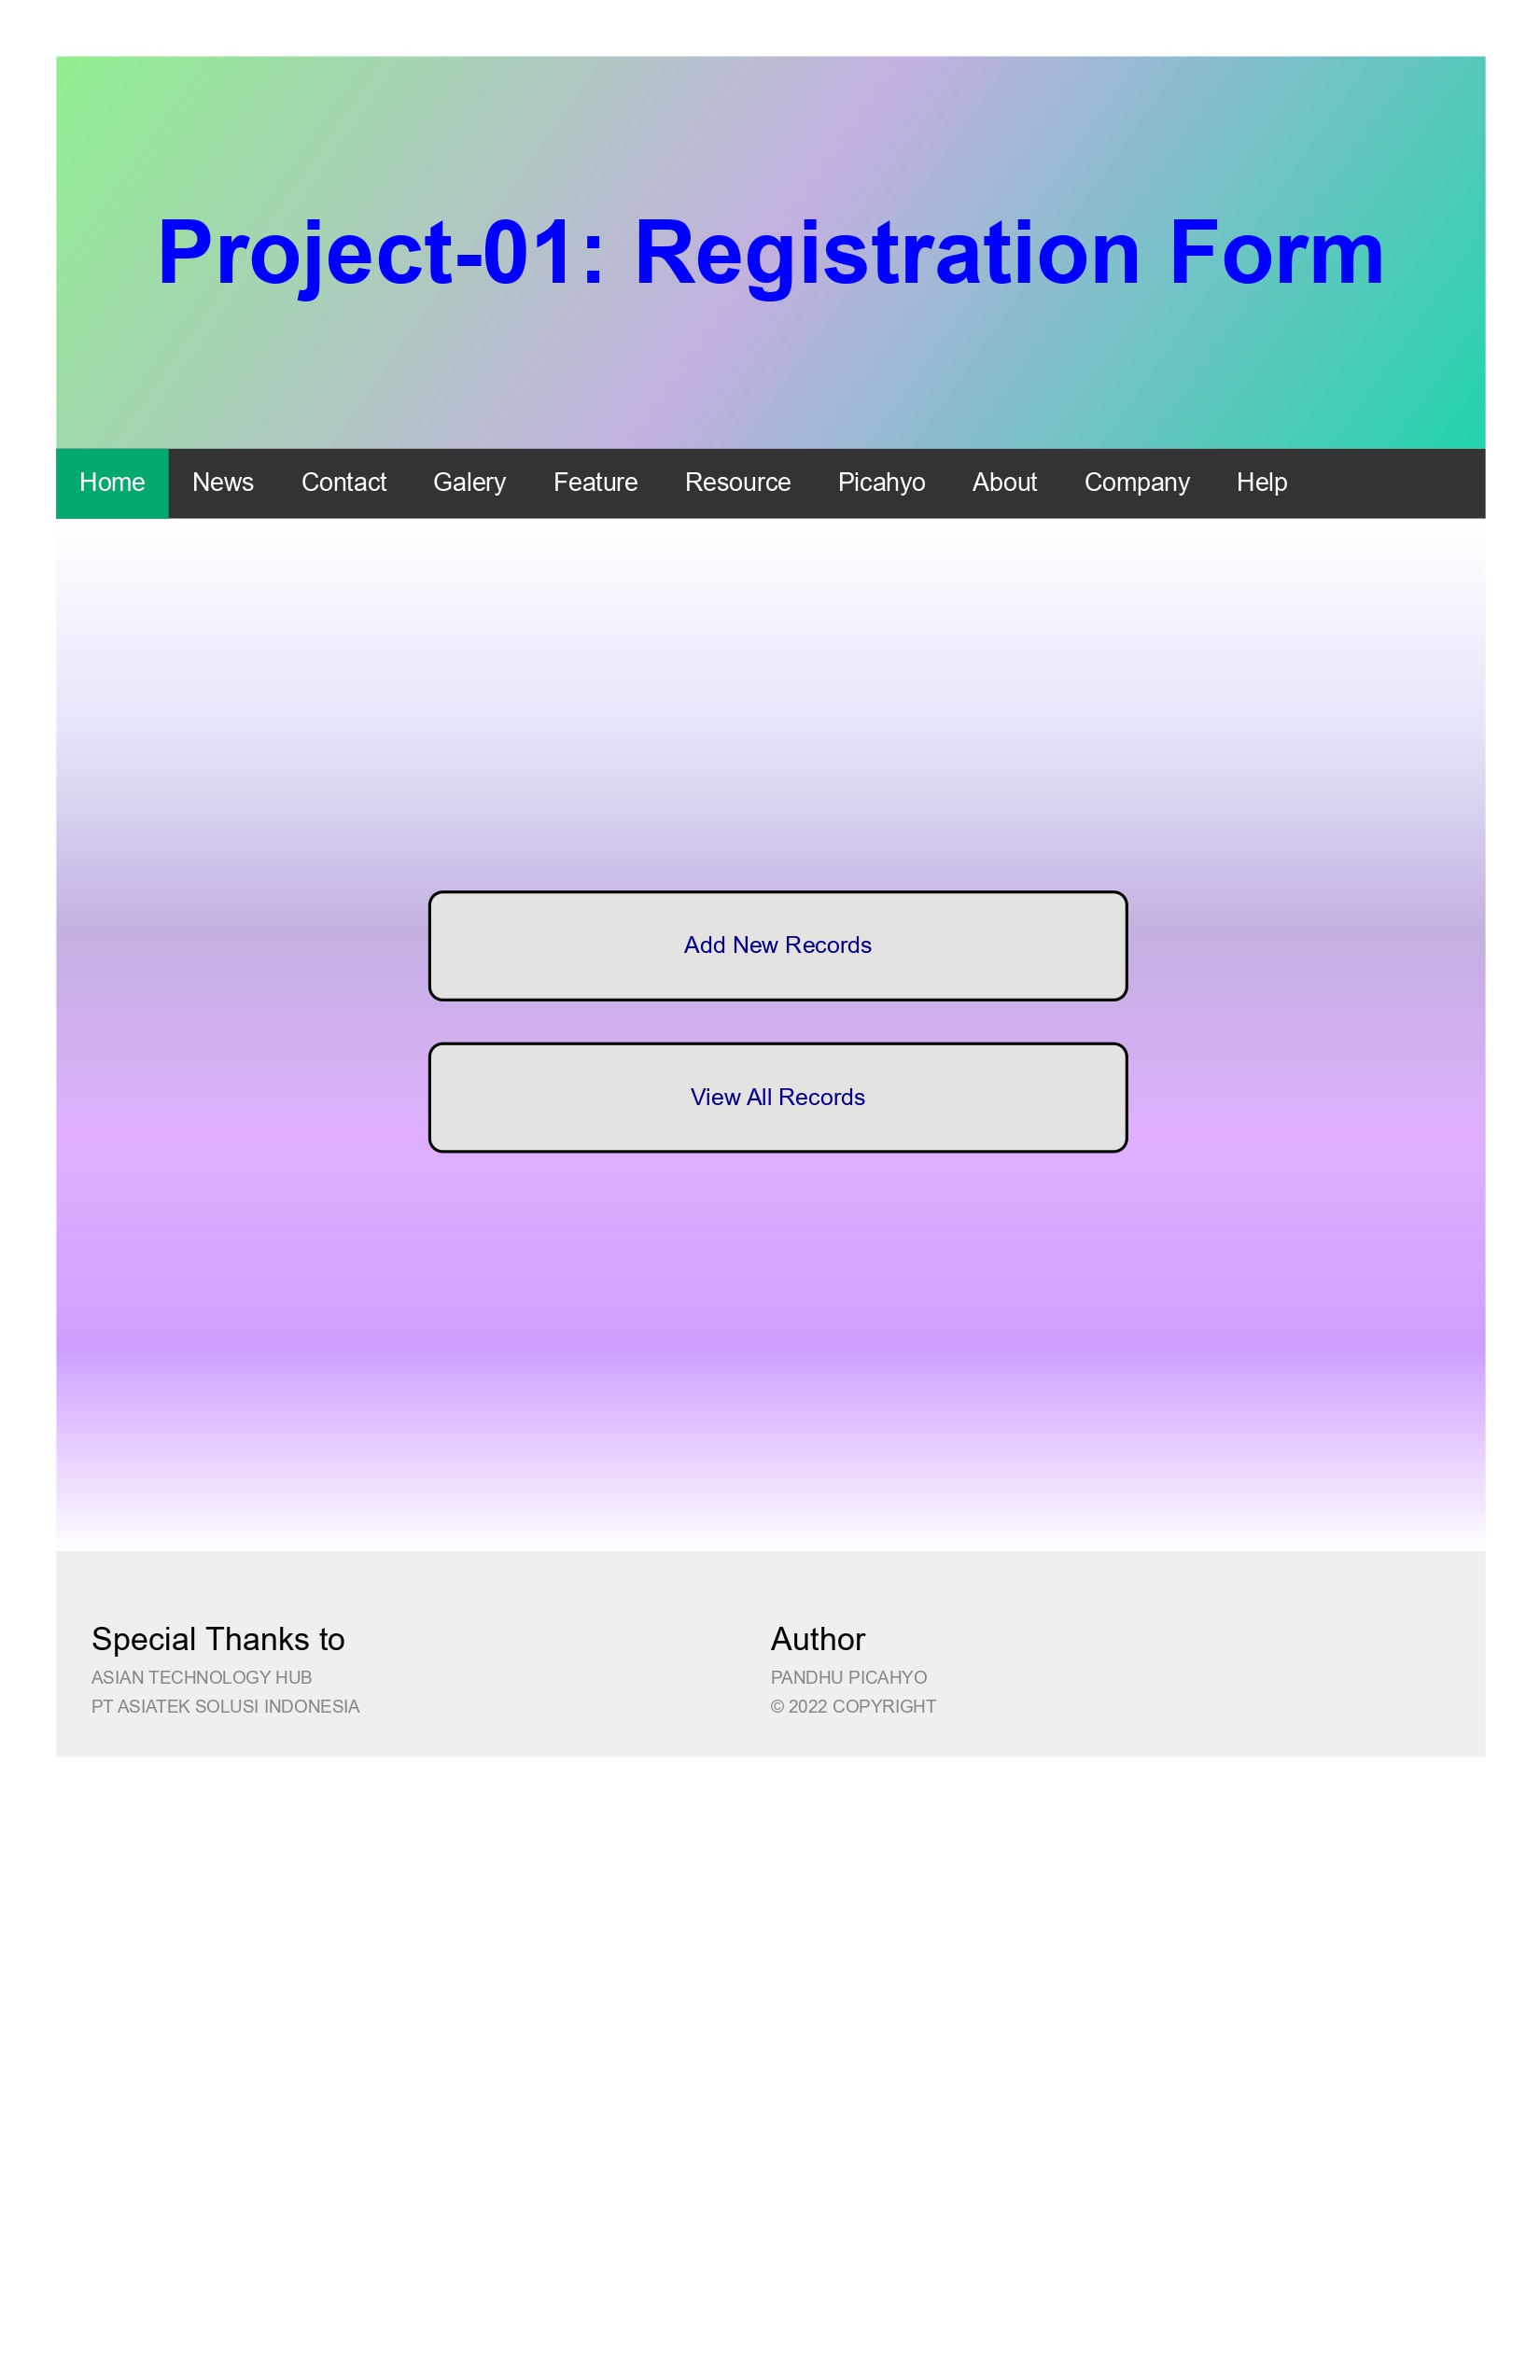 Project-01: Registration Form
Home News Contact Galery Feature Resource Picahyo About Company Help
Add New Records
View All Records
Special Thanks to
ASIAN TECHNOLOGY HUB
PT ASIATEK SOLUSI INDONESIA
Author
PANDHU PICAHYO
© 2022 COPYRIGHT